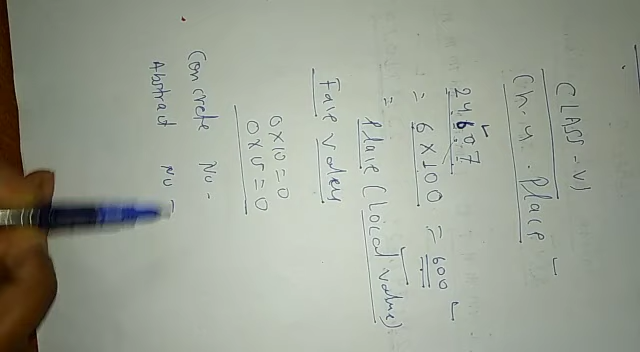 CLASS-VI
Ch. 4. Place
24607
= 6 X 100 = 600
= Place (Local value)
Face value
0 X 10 = 0
0 X 5 = 0
Concrete No -
Abstract No -